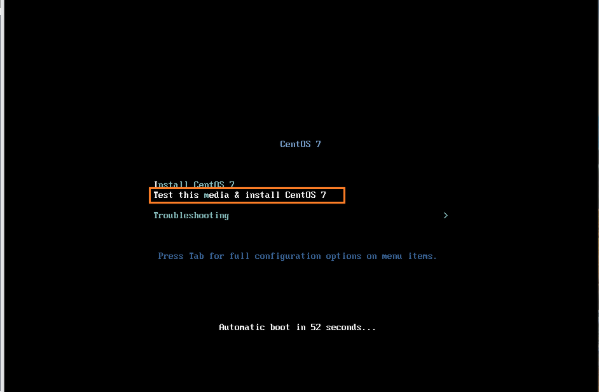 CentOS 7
Install CentOS 7
Test this media & install CentOS 7
Troubleshooting >
Press Tab for full configuration options on menu items.
Automatic boot in 52 seconds...